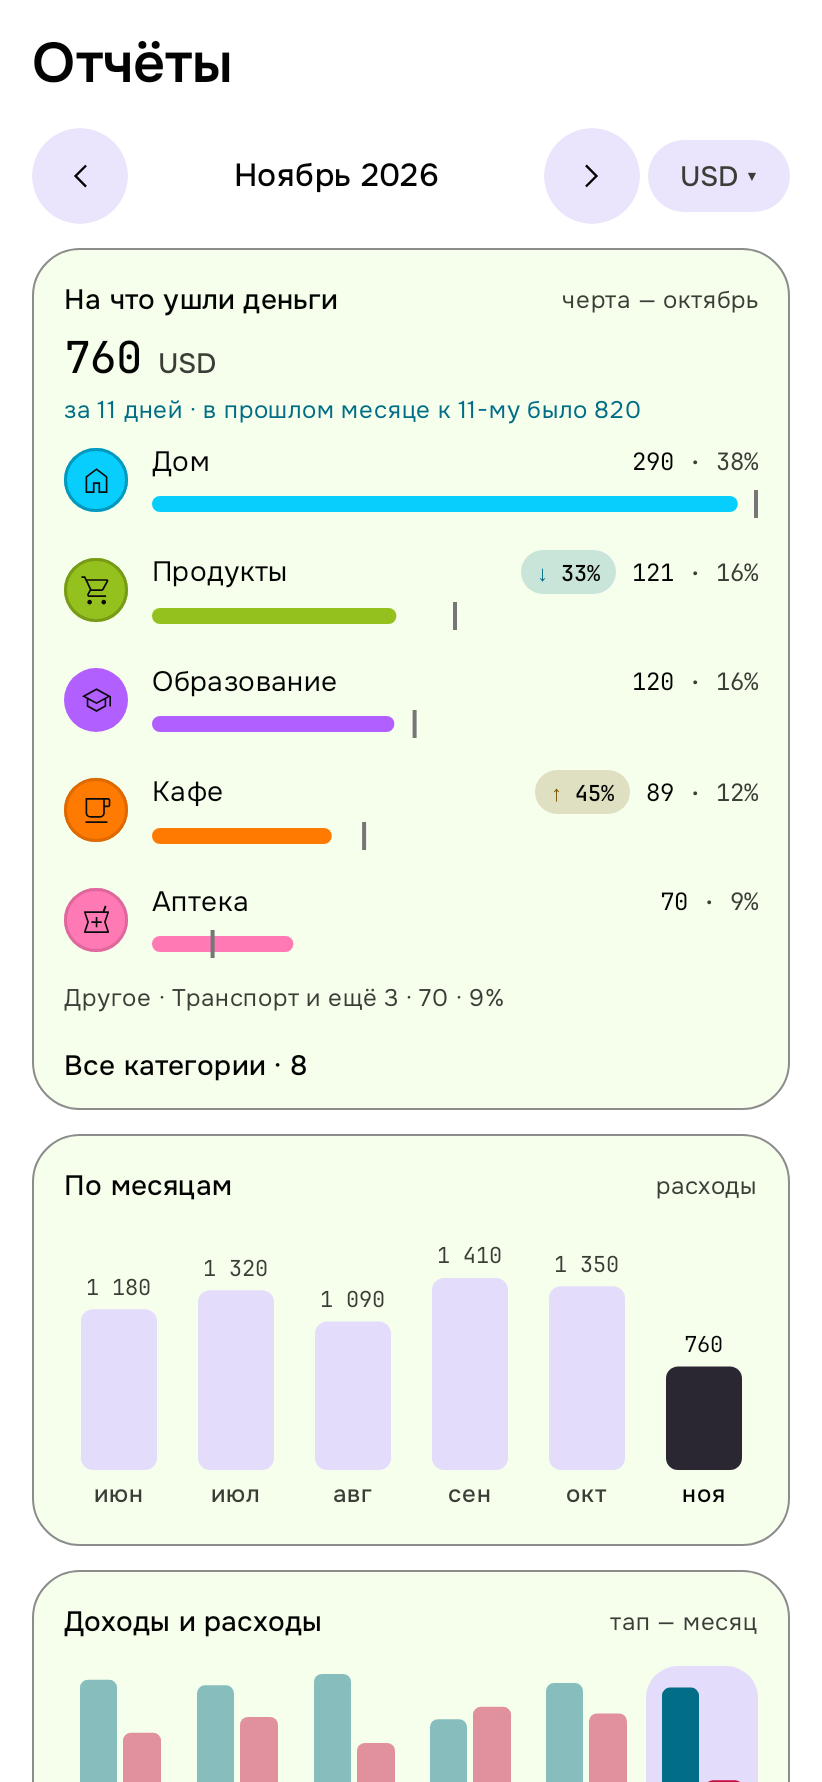 Отчёты
Ноябрь 2026
USD ▾
На что ушли деньги
черта — октябрь
760 USD
за 11 дней · в прошлом месяце к 11-му было 820
Дом
290 · 38%
Продукты
↓ 33% 121 · 16%
Образование
120 · 16%
Кафе
↑ 45% 89 · 12%
Аптека
70 · 9%
Другое · Транспорт и ещё 3 · 70 · 9%
Все категории · 8
По месяцам
расходы
1 180
1 320
1 090
1 410
1 350
760
июн
июл
авг
сен
окт
ноя
Доходы и расходы
тап — месяц